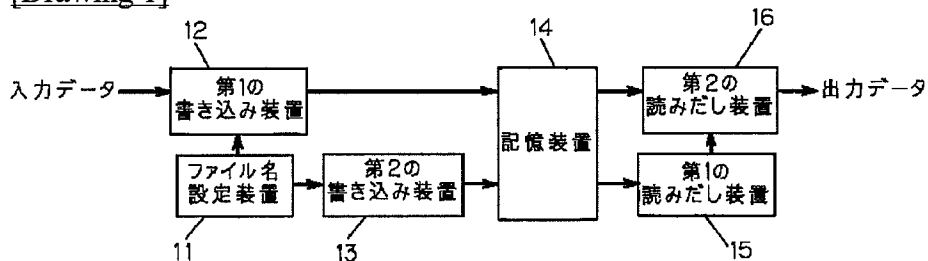 [Drawing 1]
12
14
16
入力データ
第1の
書き込み装置
記憶装置
第2の
読みだし装置
出力データ
ファイル名
設定装置
第2の
書き込み装置
第1の
読みだし装置
11
13
15